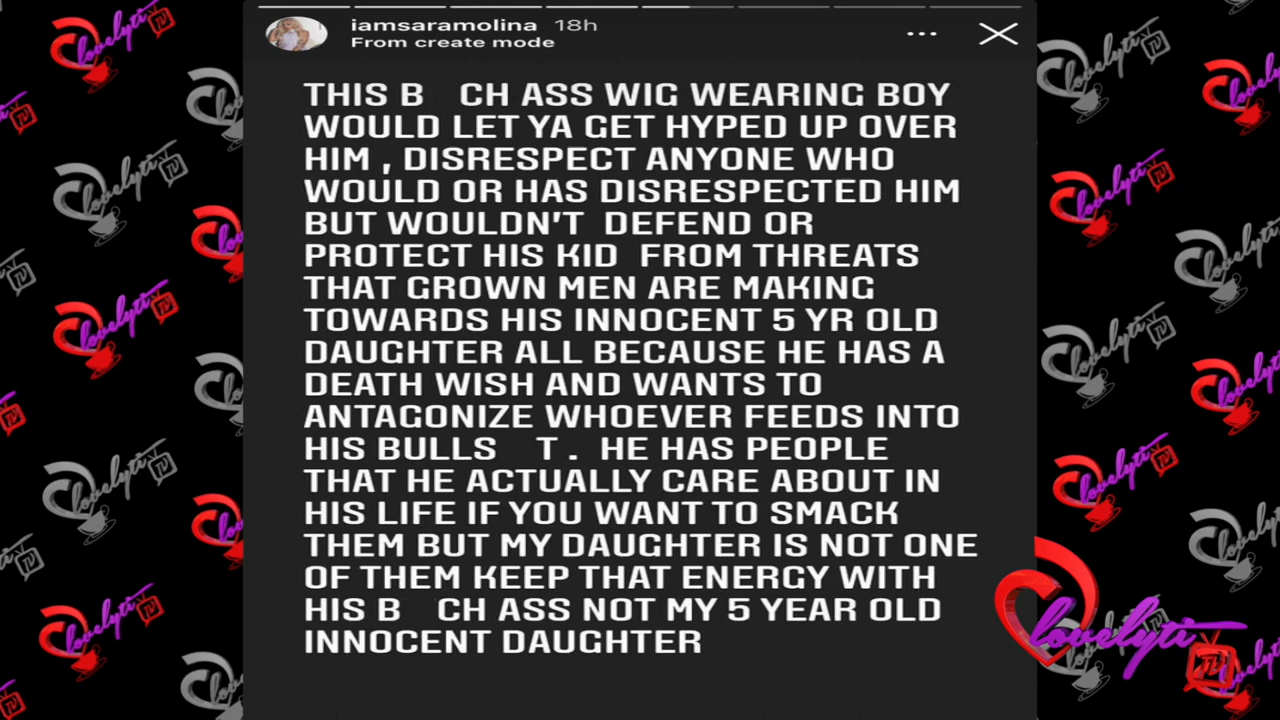 iamsaramolina 18h
From create mode
THIS B CH ASS WIG WEARING BOY
WOULD LET YA GET HYPED UP OVER
HIM , DISRESPECT ANYONE WHO
WOULD OR HAS DISRESPECTED HIM
BUT WOULDN'T DEFEND OR
PROTECT HIS KID FROM THREATS
THAT GROWN MEN ARE MAKING
TOWARDS HIS INNOCENT 5 YR OLD
DAUGHTER ALL BECAUSE HE HAS A
DEATH WISH AND WANTS TO
ANTAGONIZE WHOEVER FEEDS INTO
HIS BULLS T . HE HAS PEOPLE
THAT HE ACTUALLY CARE ABOUT IN
HIS LIFE IF YOU WANT TO SMACK
THEM BUT MY DAUGHTER IS NOT ONE
OF THEM KEEP THAT ENERGY WITH
HIS B CH ASS NOT MY 5 YEAR OLD
INNOCENT DAUGHTER
lovelyti